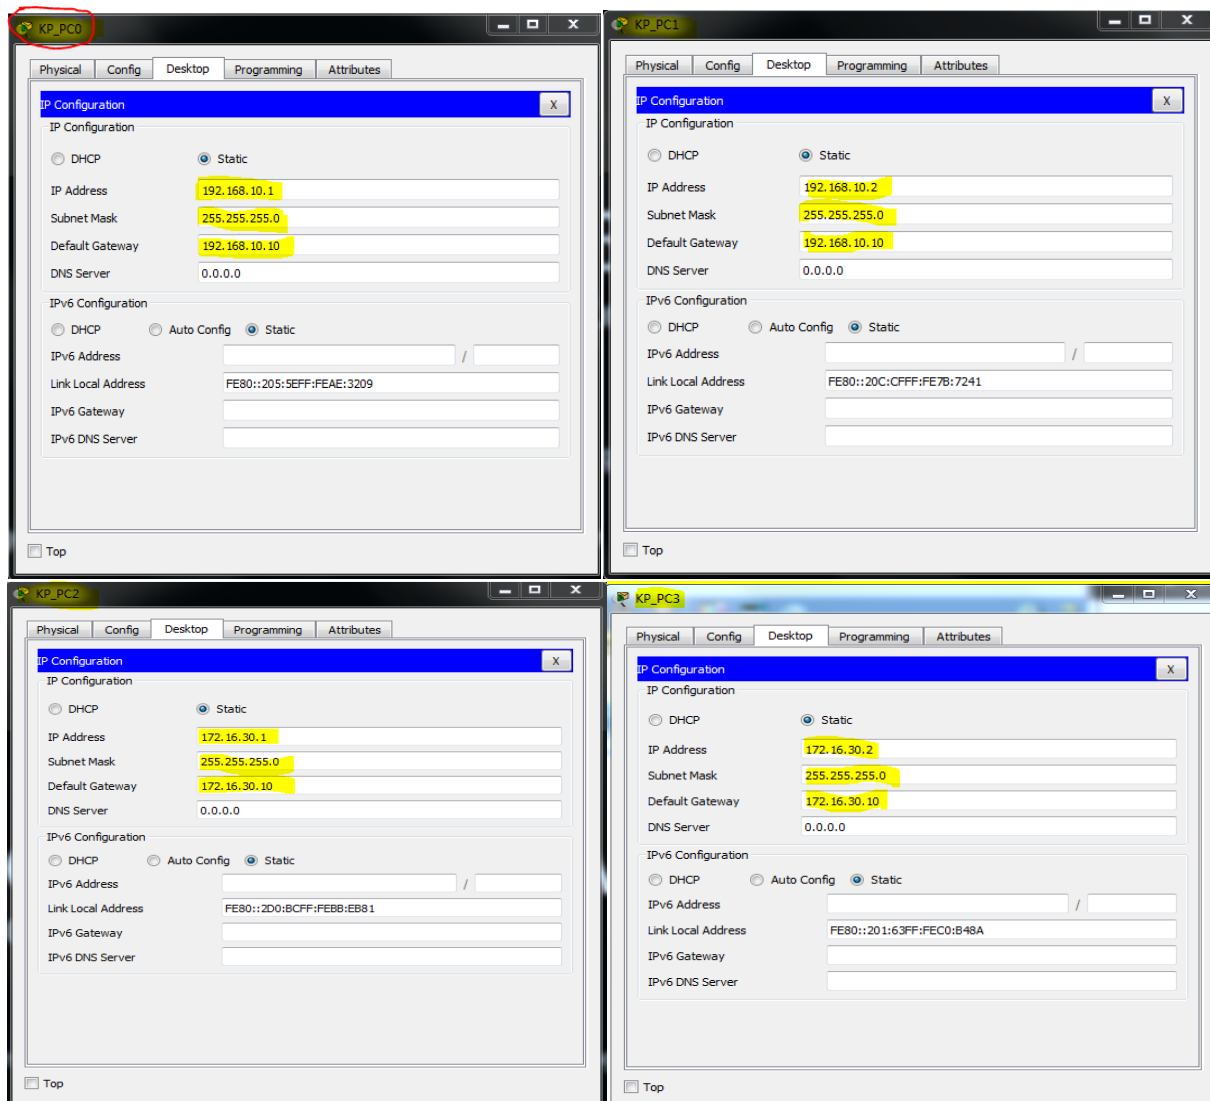 KP_PC0
Physical Config Desktop Programming Attributes
IP Configuration X
IP Configuration
DHCP Static
IP Address 192.168.10.1
Subnet Mask 255.255.255.0
Default Gateway 192.168.10.10
DNS Server 0.0.0.0
IPv6 Configuration
DHCP Auto Config Static
IPv6 Address /
Link Local Address FE80::205:5EFF:FEAE:3209
IPv6 Gateway
IPv6 DNS Server
Top
KP_PC1
Physical Config Desktop Programming Attributes
IP Configuration X
IP Configuration
DHCP Static
IP Address 192.168.10.2
Subnet Mask 255.255.255.0
Default Gateway 192.168.10.10
DNS Server 0.0.0.0
IPv6 Configuration
DHCP Auto Config Static
IPv6 Address /
Link Local Address FE80::20C:CFFF:FE7B:7241
IPv6 Gateway
IPv6 DNS Server
Top
KP_PC2
Physical Config Desktop Programming Attributes
IP Configuration X
IP Configuration
DHCP Static
IP Address 172.16.30.1
Subnet Mask 255.255.255.0
Default Gateway 172.16.30.10
DNS Server 0.0.0.0
IPv6 Configuration
DHCP Auto Config Static
IPv6 Address /
Link Local Address FE80::2D0:BCFF:FEBB:EB81
IPv6 Gateway
IPv6 DNS Server
Top
KP_PC3
Physical Config Desktop Programming Attributes
IP Configuration X
IP Configuration
DHCP Static
IP Address 172.16.30.2
Subnet Mask 255.255.255.0
Default Gateway 172.16.30.10
DNS Server 0.0.0.0
IPv6 Configuration
DHCP Auto Config Static
IPv6 Address /
Link Local Address FE80::201:63FF:FEC0:B48A
IPv6 Gateway
IPv6 DNS Server
Top